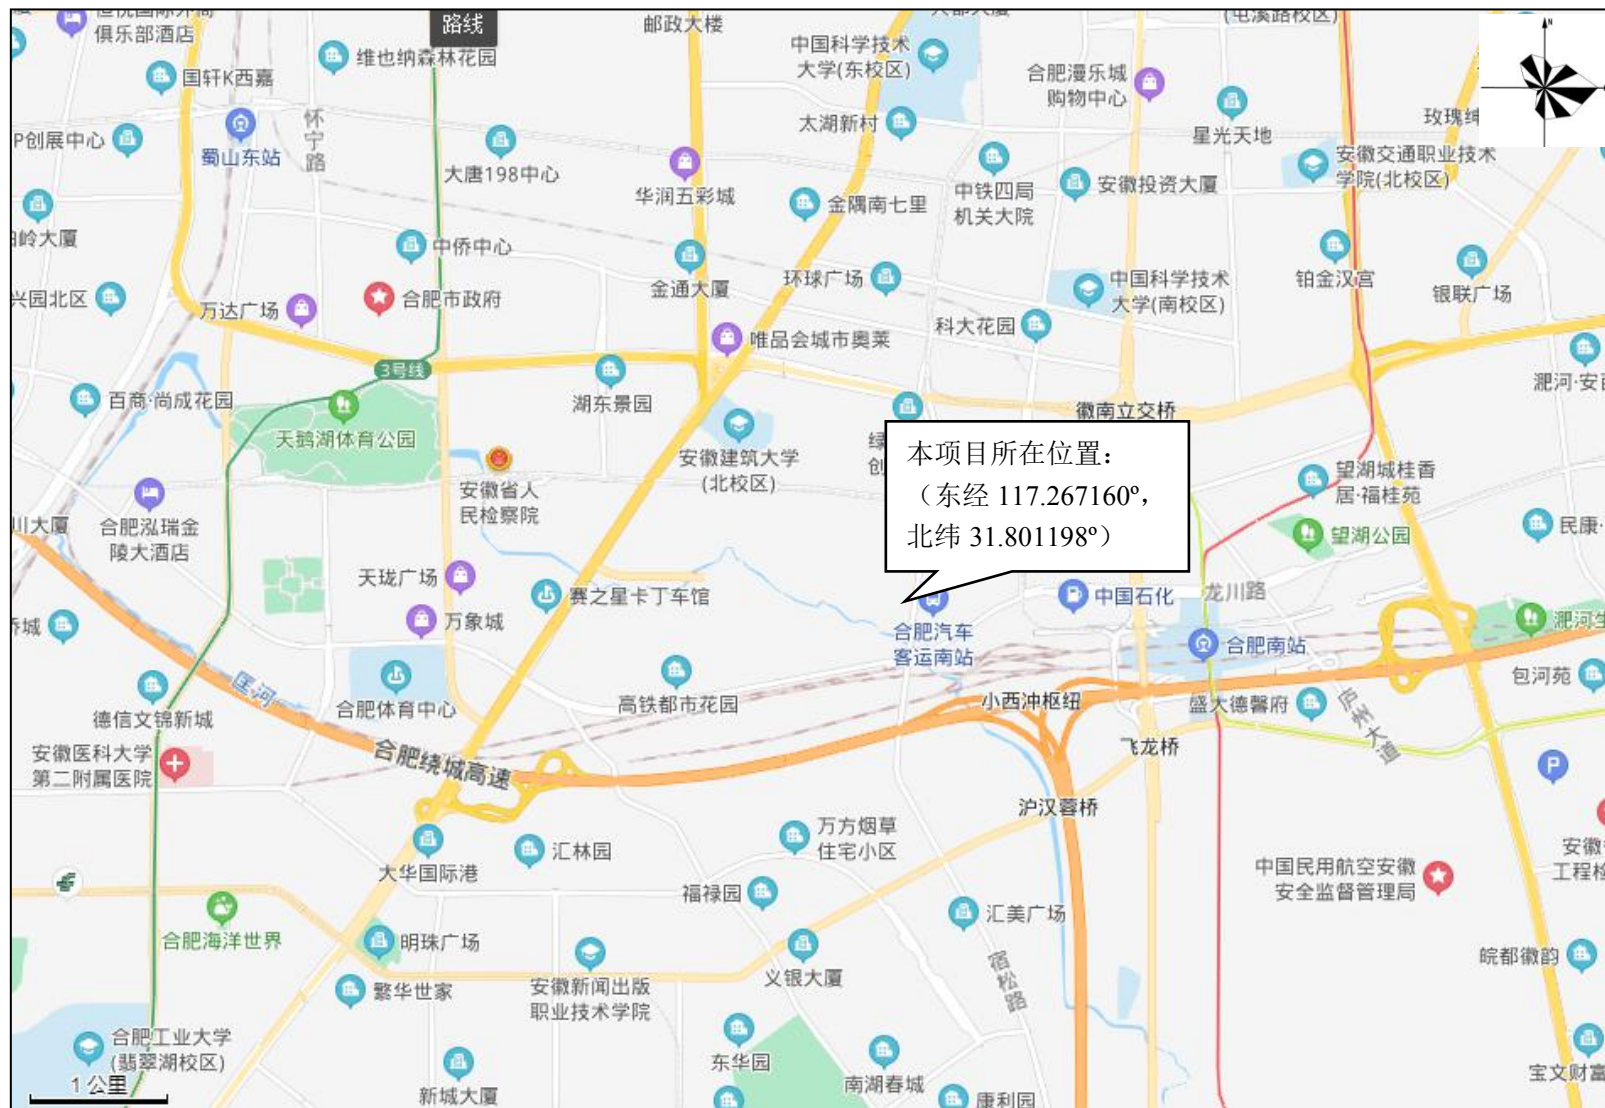 俱乐部酒店
路线
邮政大楼
维也纳森林花园
中国科学技术
大学(东校区)
(屯溪路校区)
N
国轩K西嘉
合肥漫乐城
购物中心
怀宁路
P创展中心
蜀山东站
大唐198中心
太湖新村
星光天地
安徽交通职业技术
学院(北校区)
华润五彩城
金隅南七里
中铁四局
机关大院
安徽投资大厦
岭大厦
中侨中心
兴园北区
万达广场
合肥市政府
金通大厦
环球广场
中国科学技术
大学(南校区)
铂金汉宫
银联广场
唯品会城市奥莱
科大花园
3号线
百商·尚成花园
湖东景园
淝河·安
徽南立交桥
天鹅湖体育公园
安徽建筑大学
(北校区)
绿
创
本项目所在位置：
（东经 117.267160º，
北纬 31.801198º）
望湖城桂香
居·福桂苑
安徽省人
民检察院
川大厦
合肥泓瑞金
陵大酒店
望湖公园
民康·
天珑广场
万象城
赛之星卡丁车馆
合肥汽车
客运南站
中国石化
龙川路
合肥南站
淝河生
城
匡河
合肥体育中心
高铁都市花园
小西冲枢纽
盛大德馨府
庐州大道
包河苑
德信文锦新城
安徽医科大学
第二附属医院
合肥绕城高速
飞龙桥
沪汉蓉桥
P
万方烟草
住宅小区
汇林园
大华国际港
中国民用航空安徽
安全监督管理局
安徽
工程检
福禄园
汇美广场
合肥海洋世界
明珠广场
繁华世家
安徽新闻出版
职业技术学院
义银大厦
宿松路
皖都徽韵
合肥工业大学
(翡翠湖校区)
1 公里
新城大厦
东华园
南湖春城
康利园
宝文财富